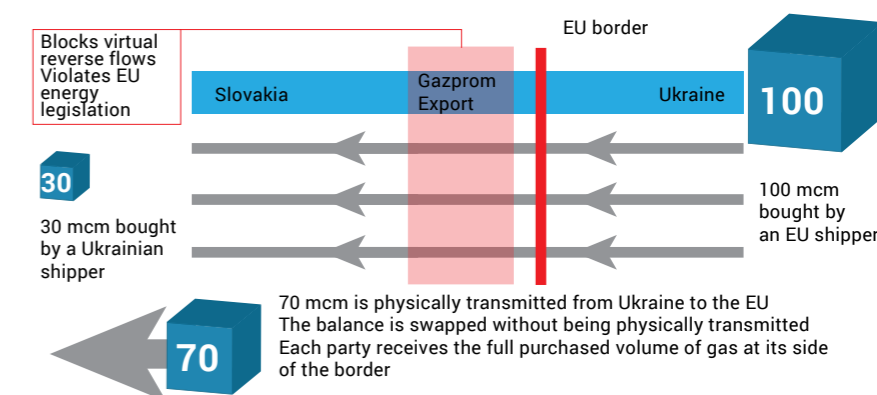 EU border
Blocks virtual
reverse flows
Violates EU
energy
legislation
Slovakia
Gazprom
Export
Ukraine
100
30
30 mcm bought
by a Ukrainian
shipper
100 mcm
bought by
an EU shipper
70
70 mcm is physically transmitted from Ukraine to the EU
The balance is swapped without being physically transmitted
Each party receives the full purchased volume of gas at its side
of the border